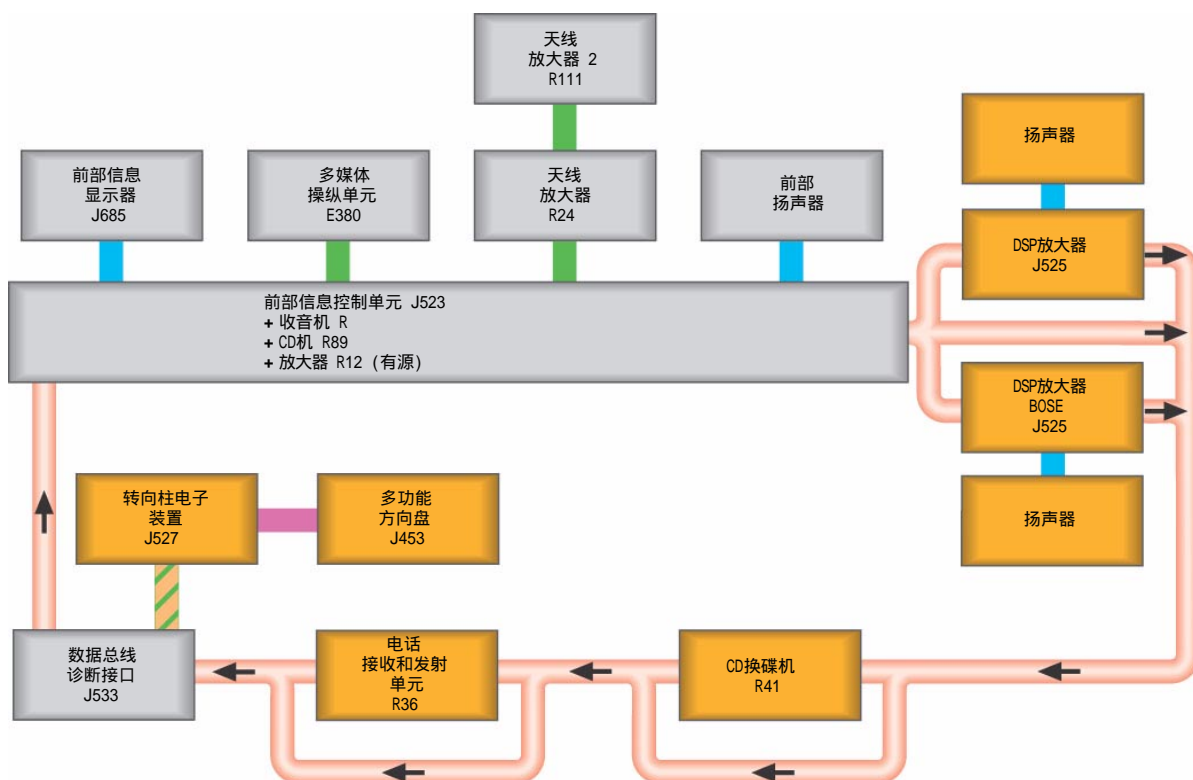 天线
放大器 2
R111
前部信息
显示器
J685
多媒体
操纵单元
E380
天线
放大器
R24
前部
扬声器
扬声器
DSP放大器
J525
前部信息控制单元 J523
+ 收音机 R
+ CD机 R89
+ 放大器 R12 (有源)
DSP放大器
BOSE
J525
扬声器
转向柱电子
装置
J527
多功能
方向盘
J453
数据总线
诊断接口
J533
电话
接收和发射
单元
R36
CD换碟机
R41